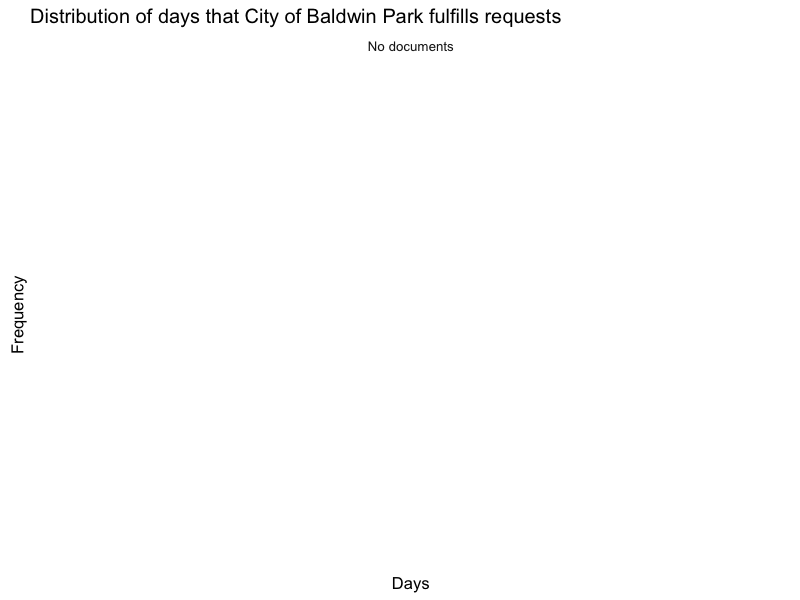 Distribution of days that City of Baldwin Park fulfills requests
No documents
Frequency
Days